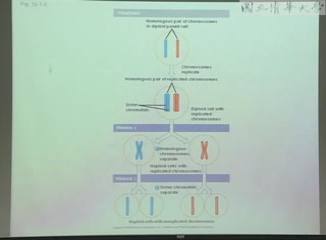 Interphase
Homologous pair of chromosomes
in diploid parent cell
Chromosomes
replicate
Homologous pair of replicated chromosomes
Sister
chromatids
Diploid cell with
replicated
chromosomes
Meiosis I
Homologous
chromosomes
separate
Haploid cells with
replicated chromosomes
Meiosis II
Sister chromatids
separate
Haploid cells with unreplicated chromosomes